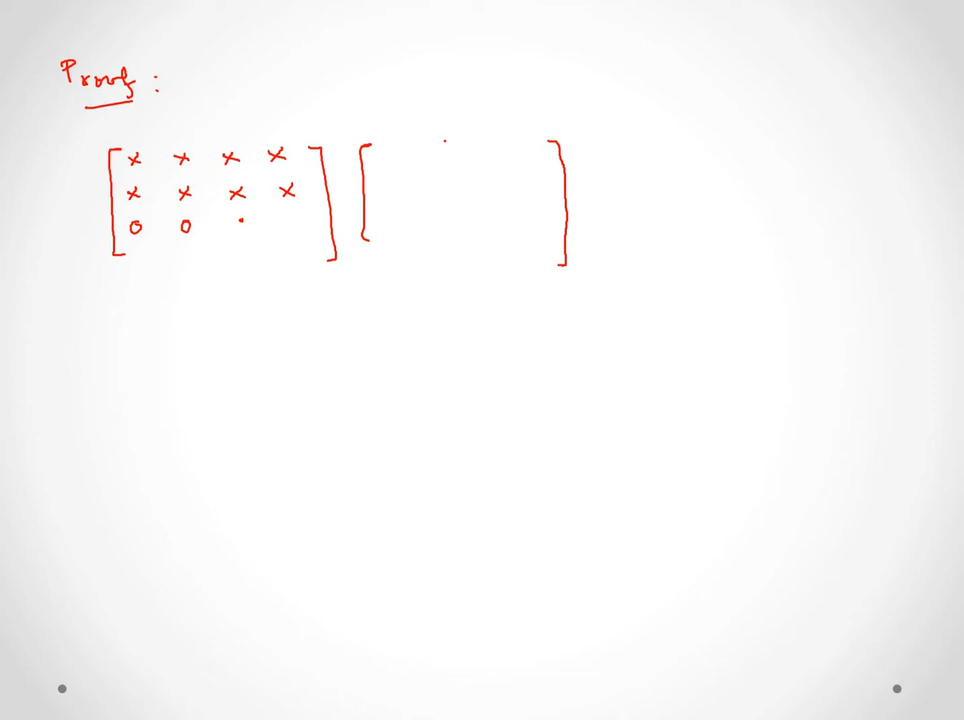 Proof :
[ x x x x ] [ ]
x x x x
0 0 .